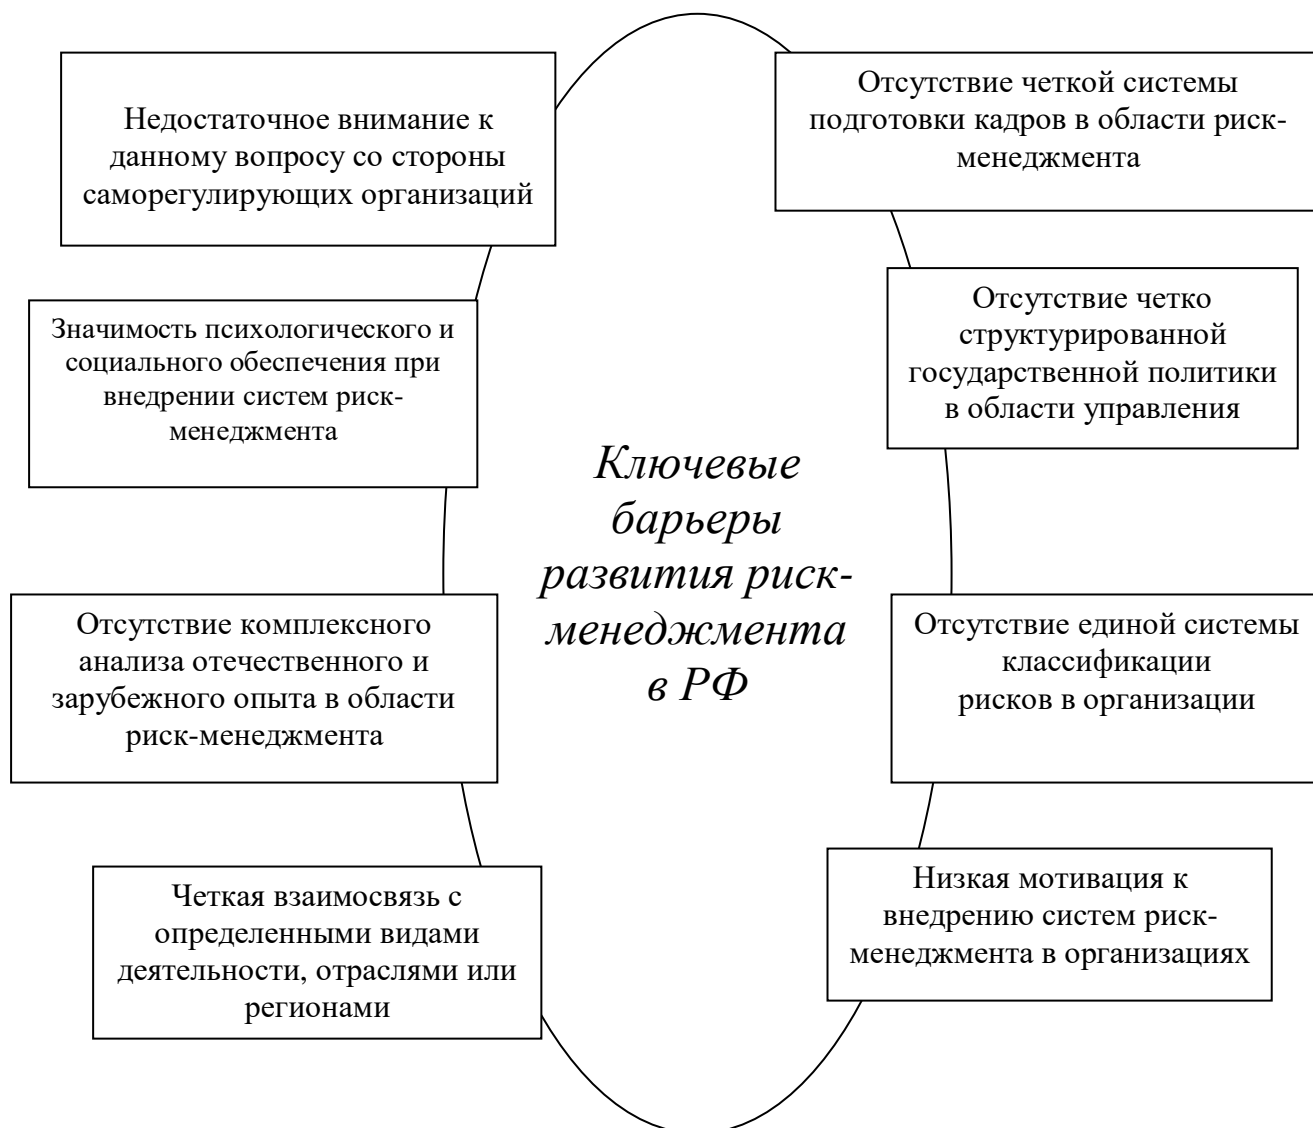 Недостаточное внимание к
данному вопросу со стороны
саморегулирующих организаций
Отсутствие четкой системы
подготовки кадров в области риск-
менеджмента
Значимость психологического и
социального обеспечения при
внедрении систем риск-
менеджмента
Отсутствие четко
структурированной
государственной политики
в области управления
Ключевые
барьеры
развития риск-
менеджмента
в РФ
Отсутствие комплексного
анализа отечественного и
зарубежного опыта в области
риск-менеджмента
Отсутствие единой системы
классификации
рисков в организации
Четкая взаимосвязь с
определенными видами
деятельности, отраслями или
регионами
Низкая мотивация к
внедрению систем риск-
менеджмента в организациях